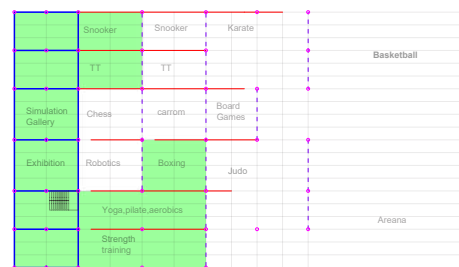 Snooker Snooker Karate
Basketball
TT TT
Simulation
Gallery
Chess carrom Board
Games
Exhibition Robotics Boxing Judo
Yoga,pilate,aerobics
Areana
Strength
training